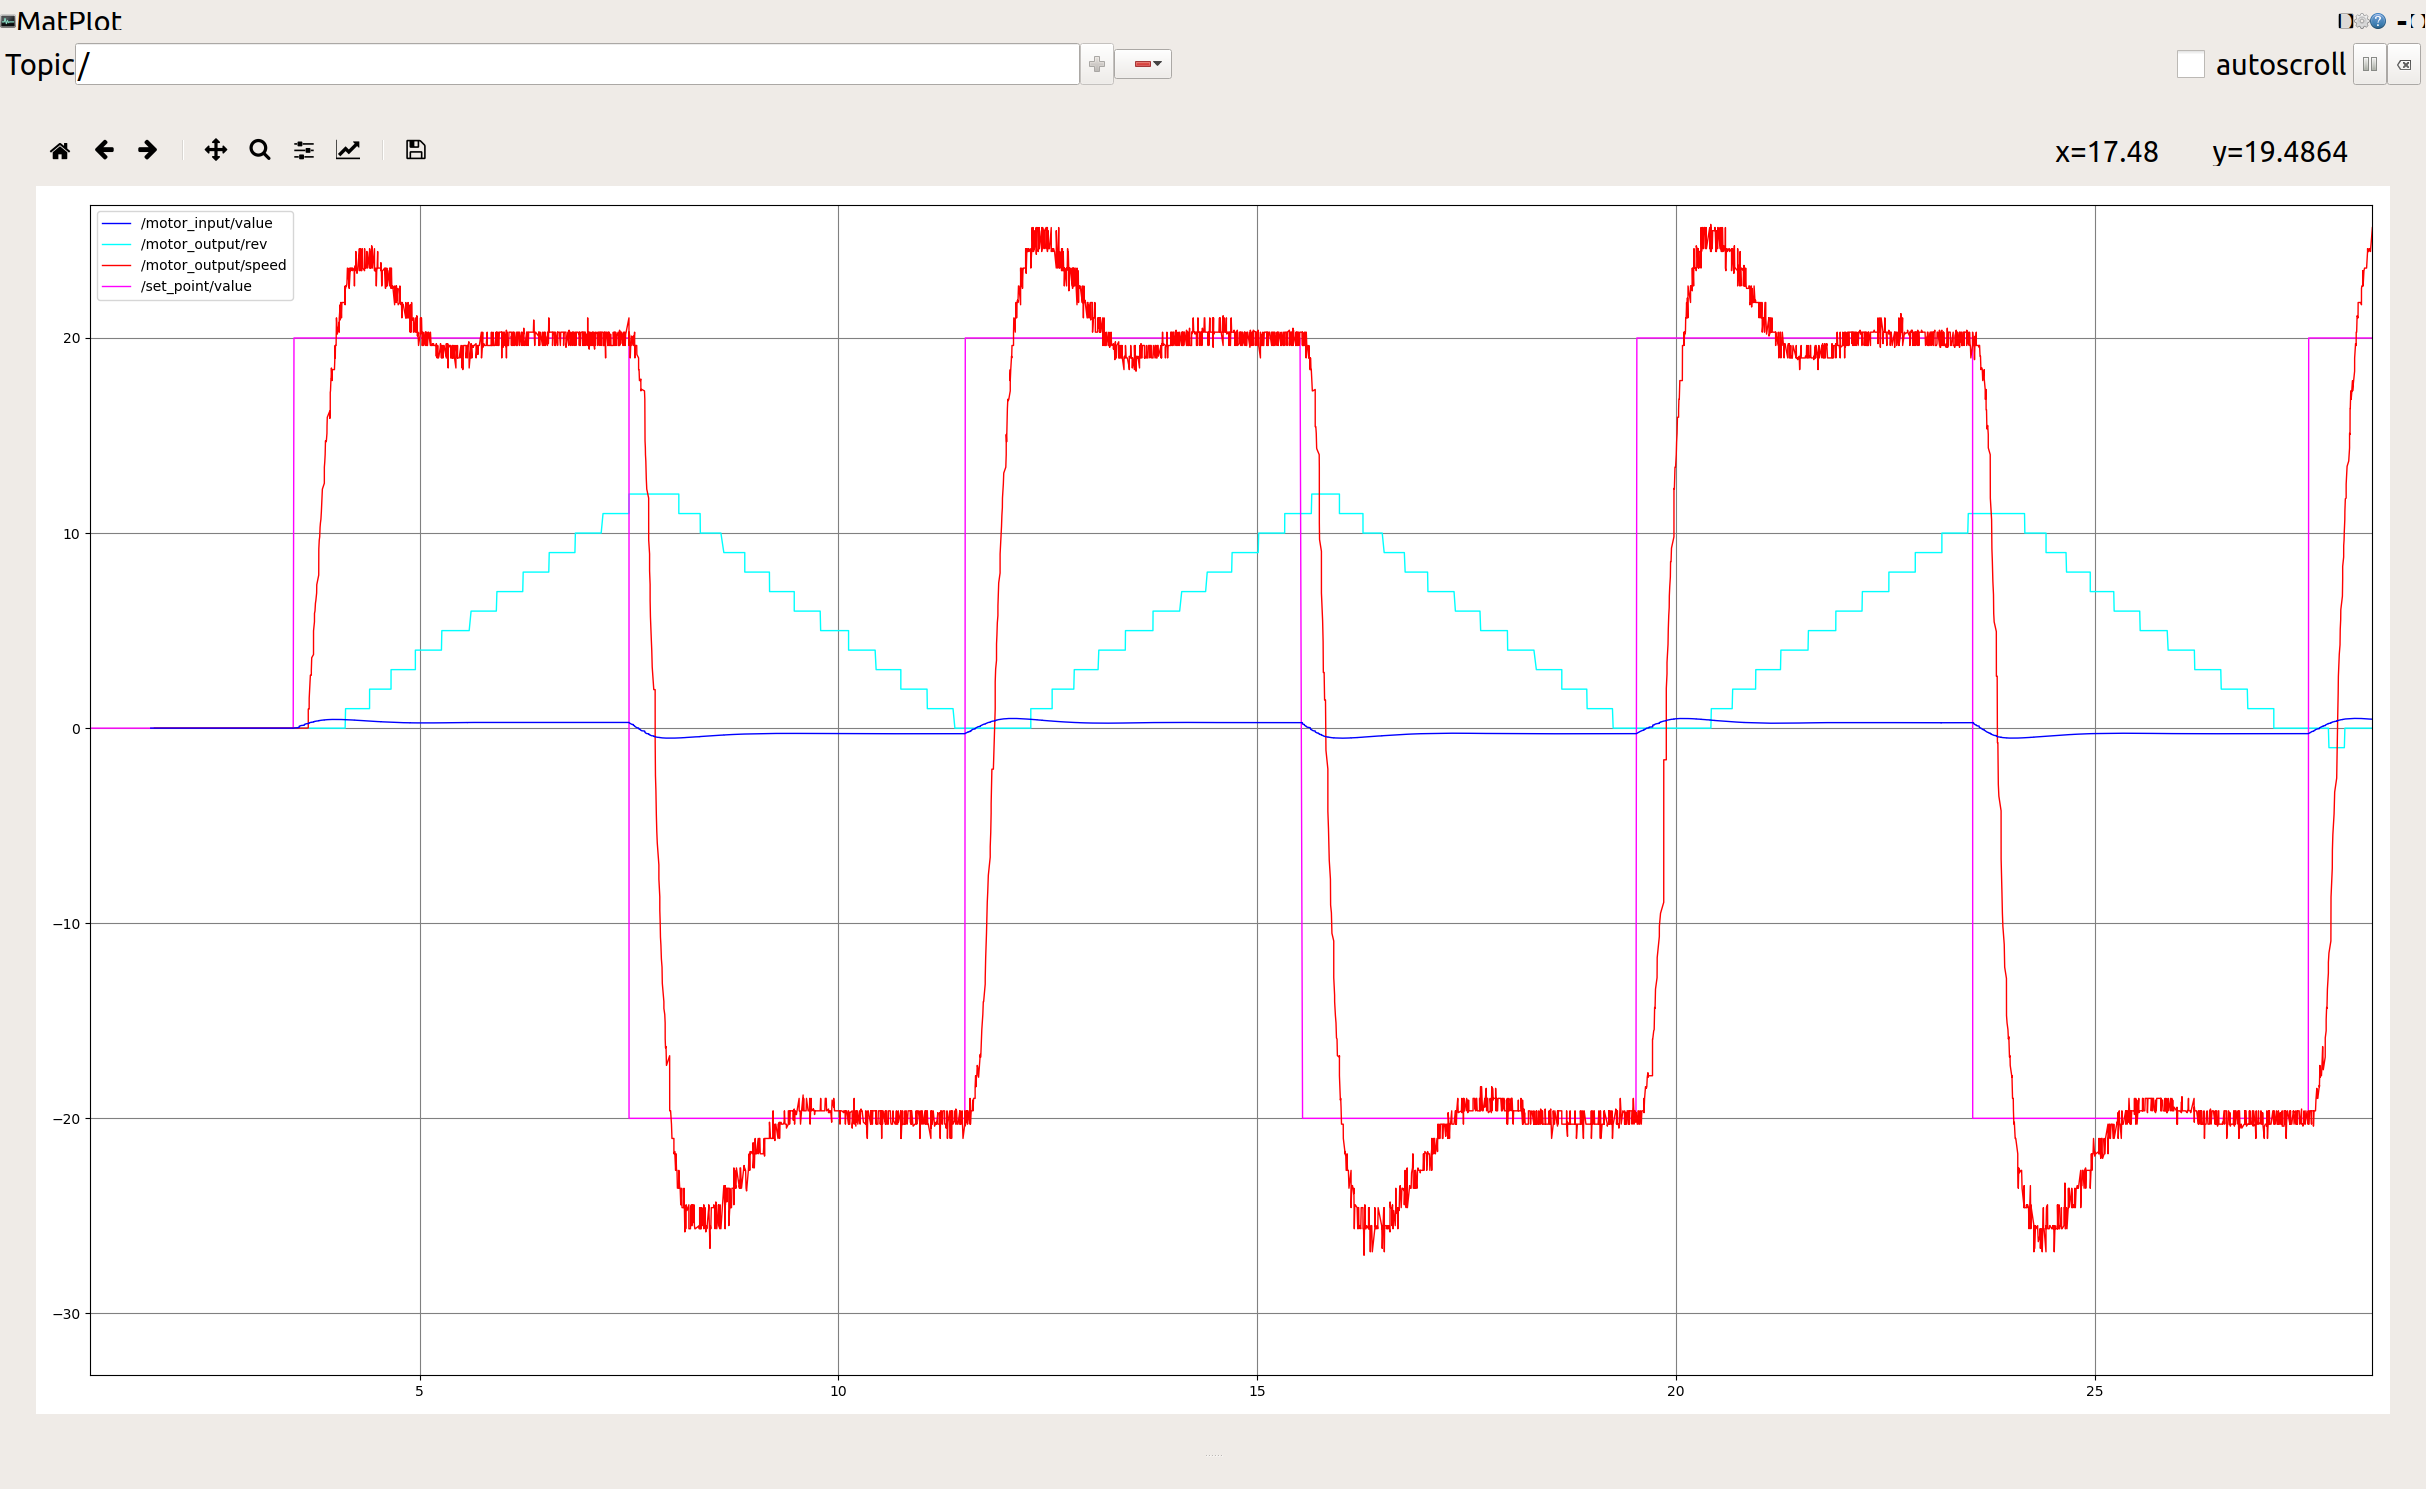 MatPlot
Topic /
autoscroll
x=17.48 y=19.4864
/motor_input/value
/motor_output/rev
/motor_output/speed
/set_point/value
20
10
0
−10
−20
−30
5 10 15 20 25